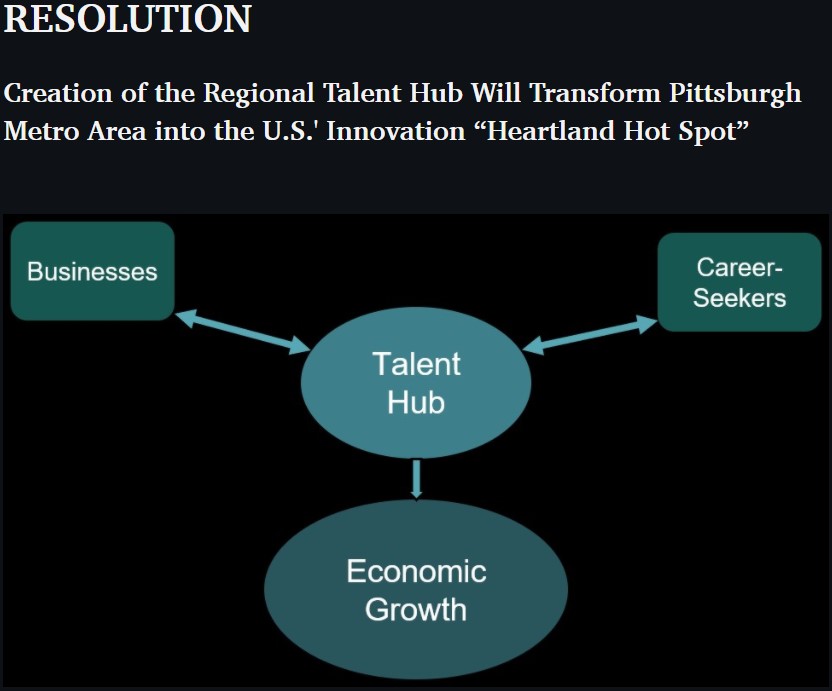 RESOLUTION
Creation of the Regional Talent Hub Will Transform Pittsburgh
Metro Area into the U.S.' Innovation “Heartland Hot Spot”
Businesses
Career-
Seekers
Talent
Hub
Economic
Growth